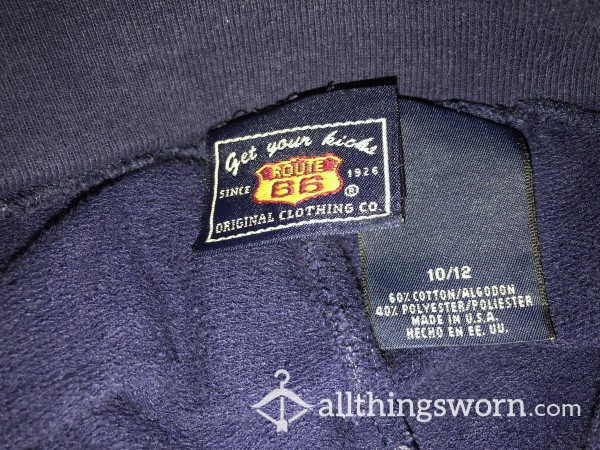 Get your kicks
ROUTE
SINCE 66 ® 1926
ORIGINAL CLOTHING CO.
10/12
60% COTTON/ALGODON
40% POLYESTER/POLIESTER
MADE IN U.S.A.
HECHO EN EE. UU.
allthingsworn.com